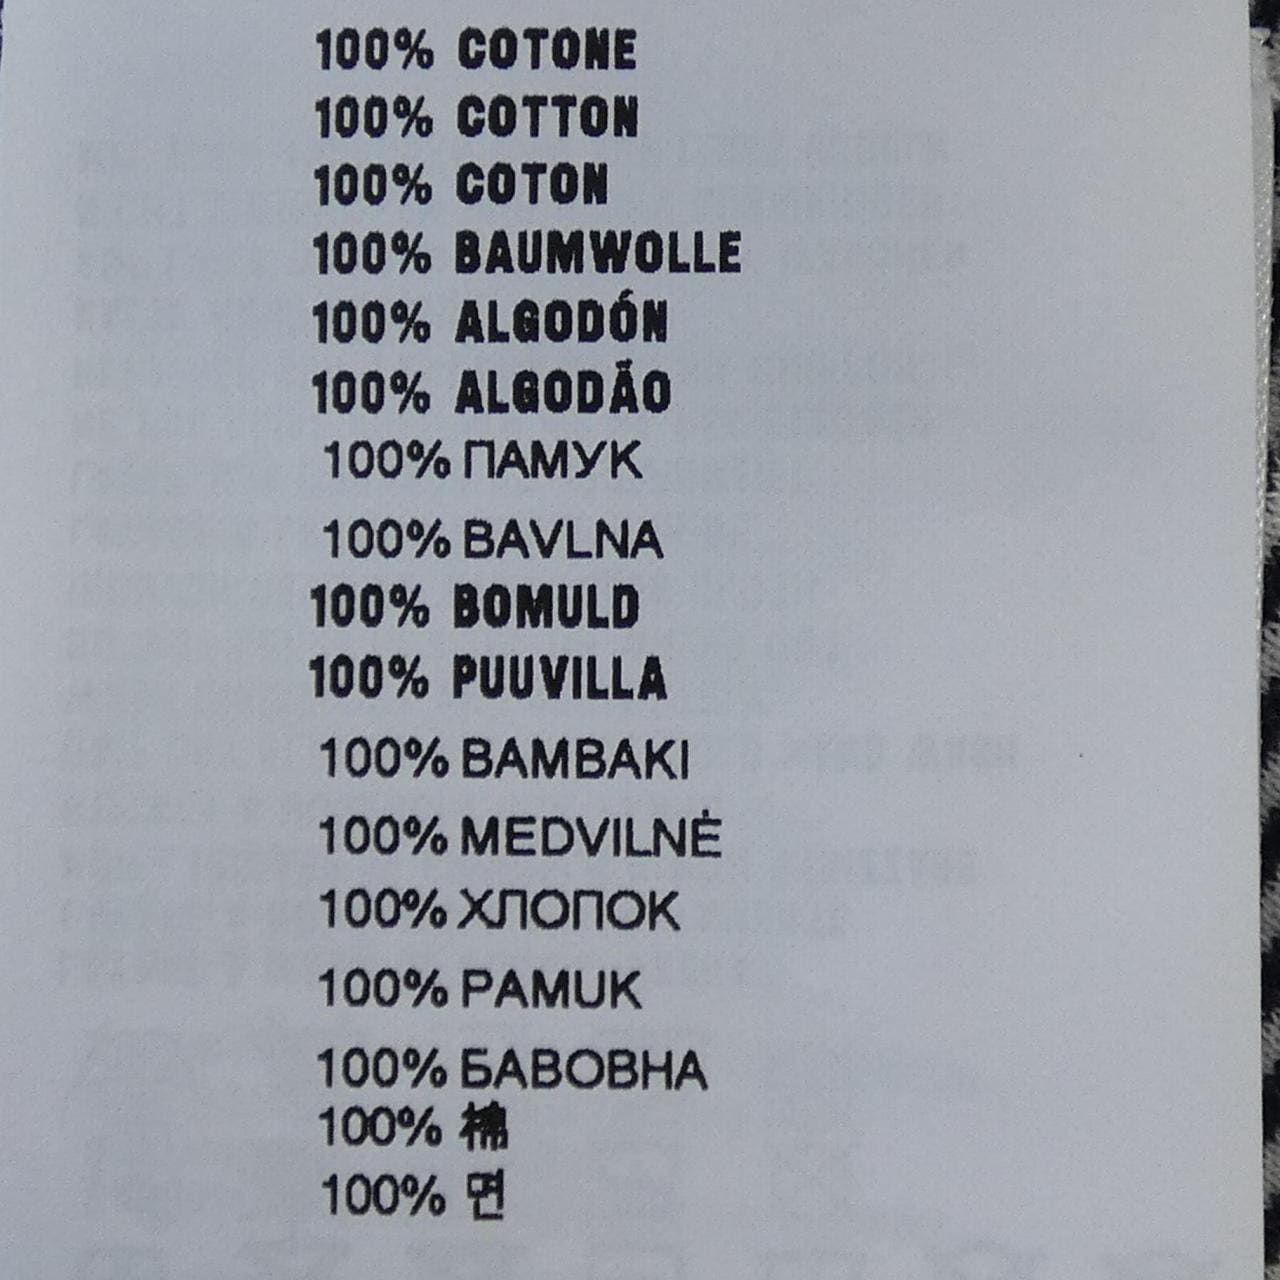 100% COTONE
100% COTTON
100% COTON
100% BAUMWOLLE
100% ALGODÓN
100% ALGODÃO
100% ПАМУК
100% BAVLNA
100% BOMULD
100% PUUVILLA
100% BAMBAKI
100% MEDVILNĖ
100% ХЛОПОК
100% PAMUK
100% БАВОВНА
100% 棉
100% 면